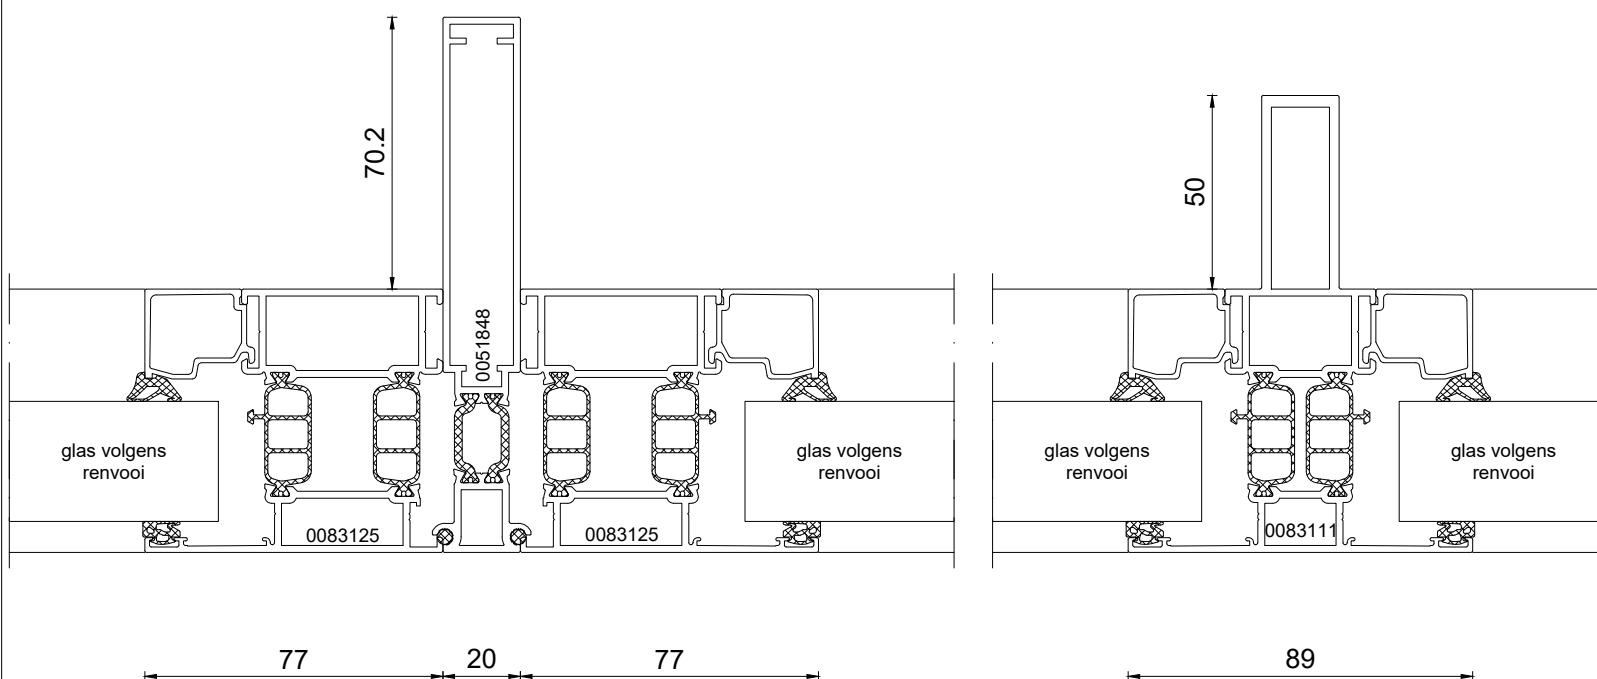 70.2
50
0051848
glas volgens
renvooi
glas volgens
renvooi
glas volgens
renvooi
glas volgens
renvooi
0083125
0083125
0083111
77
20
77
89